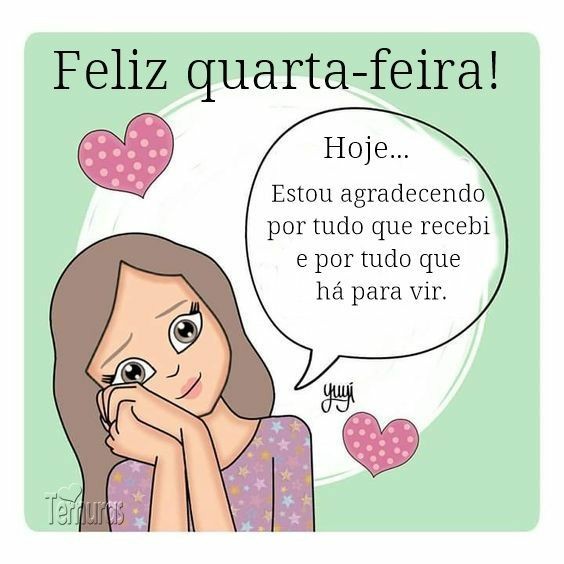 Feliz quarta-feira!
Hoje...
Estou agradecendo
por tudo que recebi
e por tudo que
há para vir.
yuyi
Ternuras